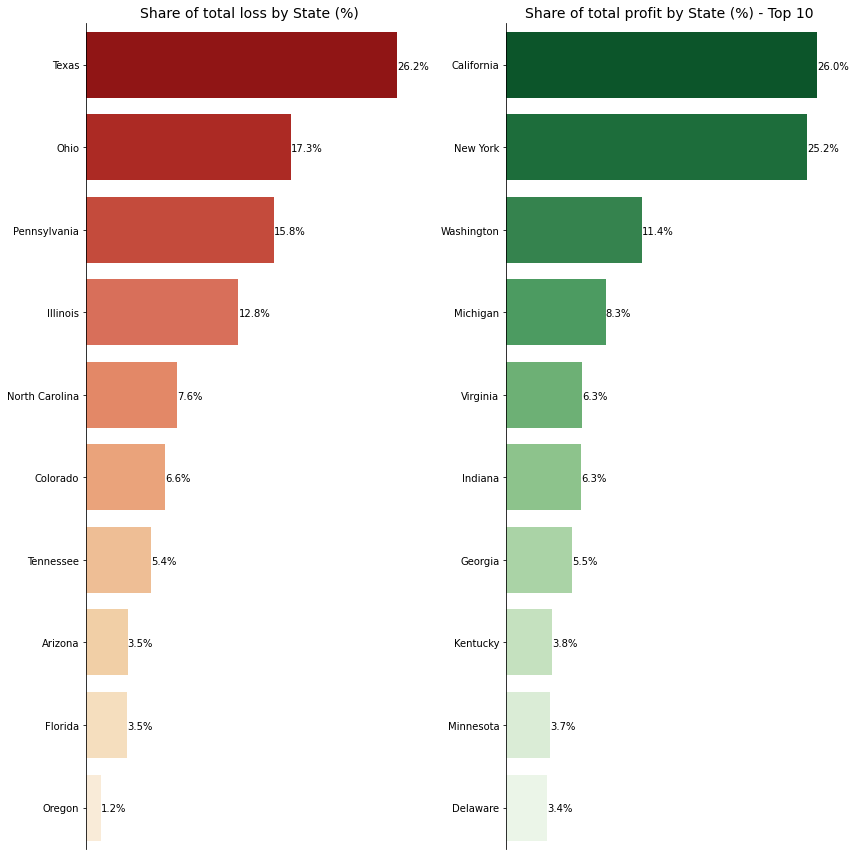 Share of total loss by State (%)
Texas 26.2%
Ohio 17.3%
Pennsylvania 15.8%
Illinois 12.8%
North Carolina 7.6%
Colorado 6.6%
Tennessee 5.4%
Arizona 3.5%
Florida 3.5%
Oregon 1.2%
Share of total profit by State (%) - Top 10
California 26.0%
New York 25.2%
Washington 11.4%
Michigan 8.3%
Virginia 6.3%
Indiana 6.3%
Georgia 5.5%
Kentucky 3.8%
Minnesota 3.7%
Delaware 3.4%